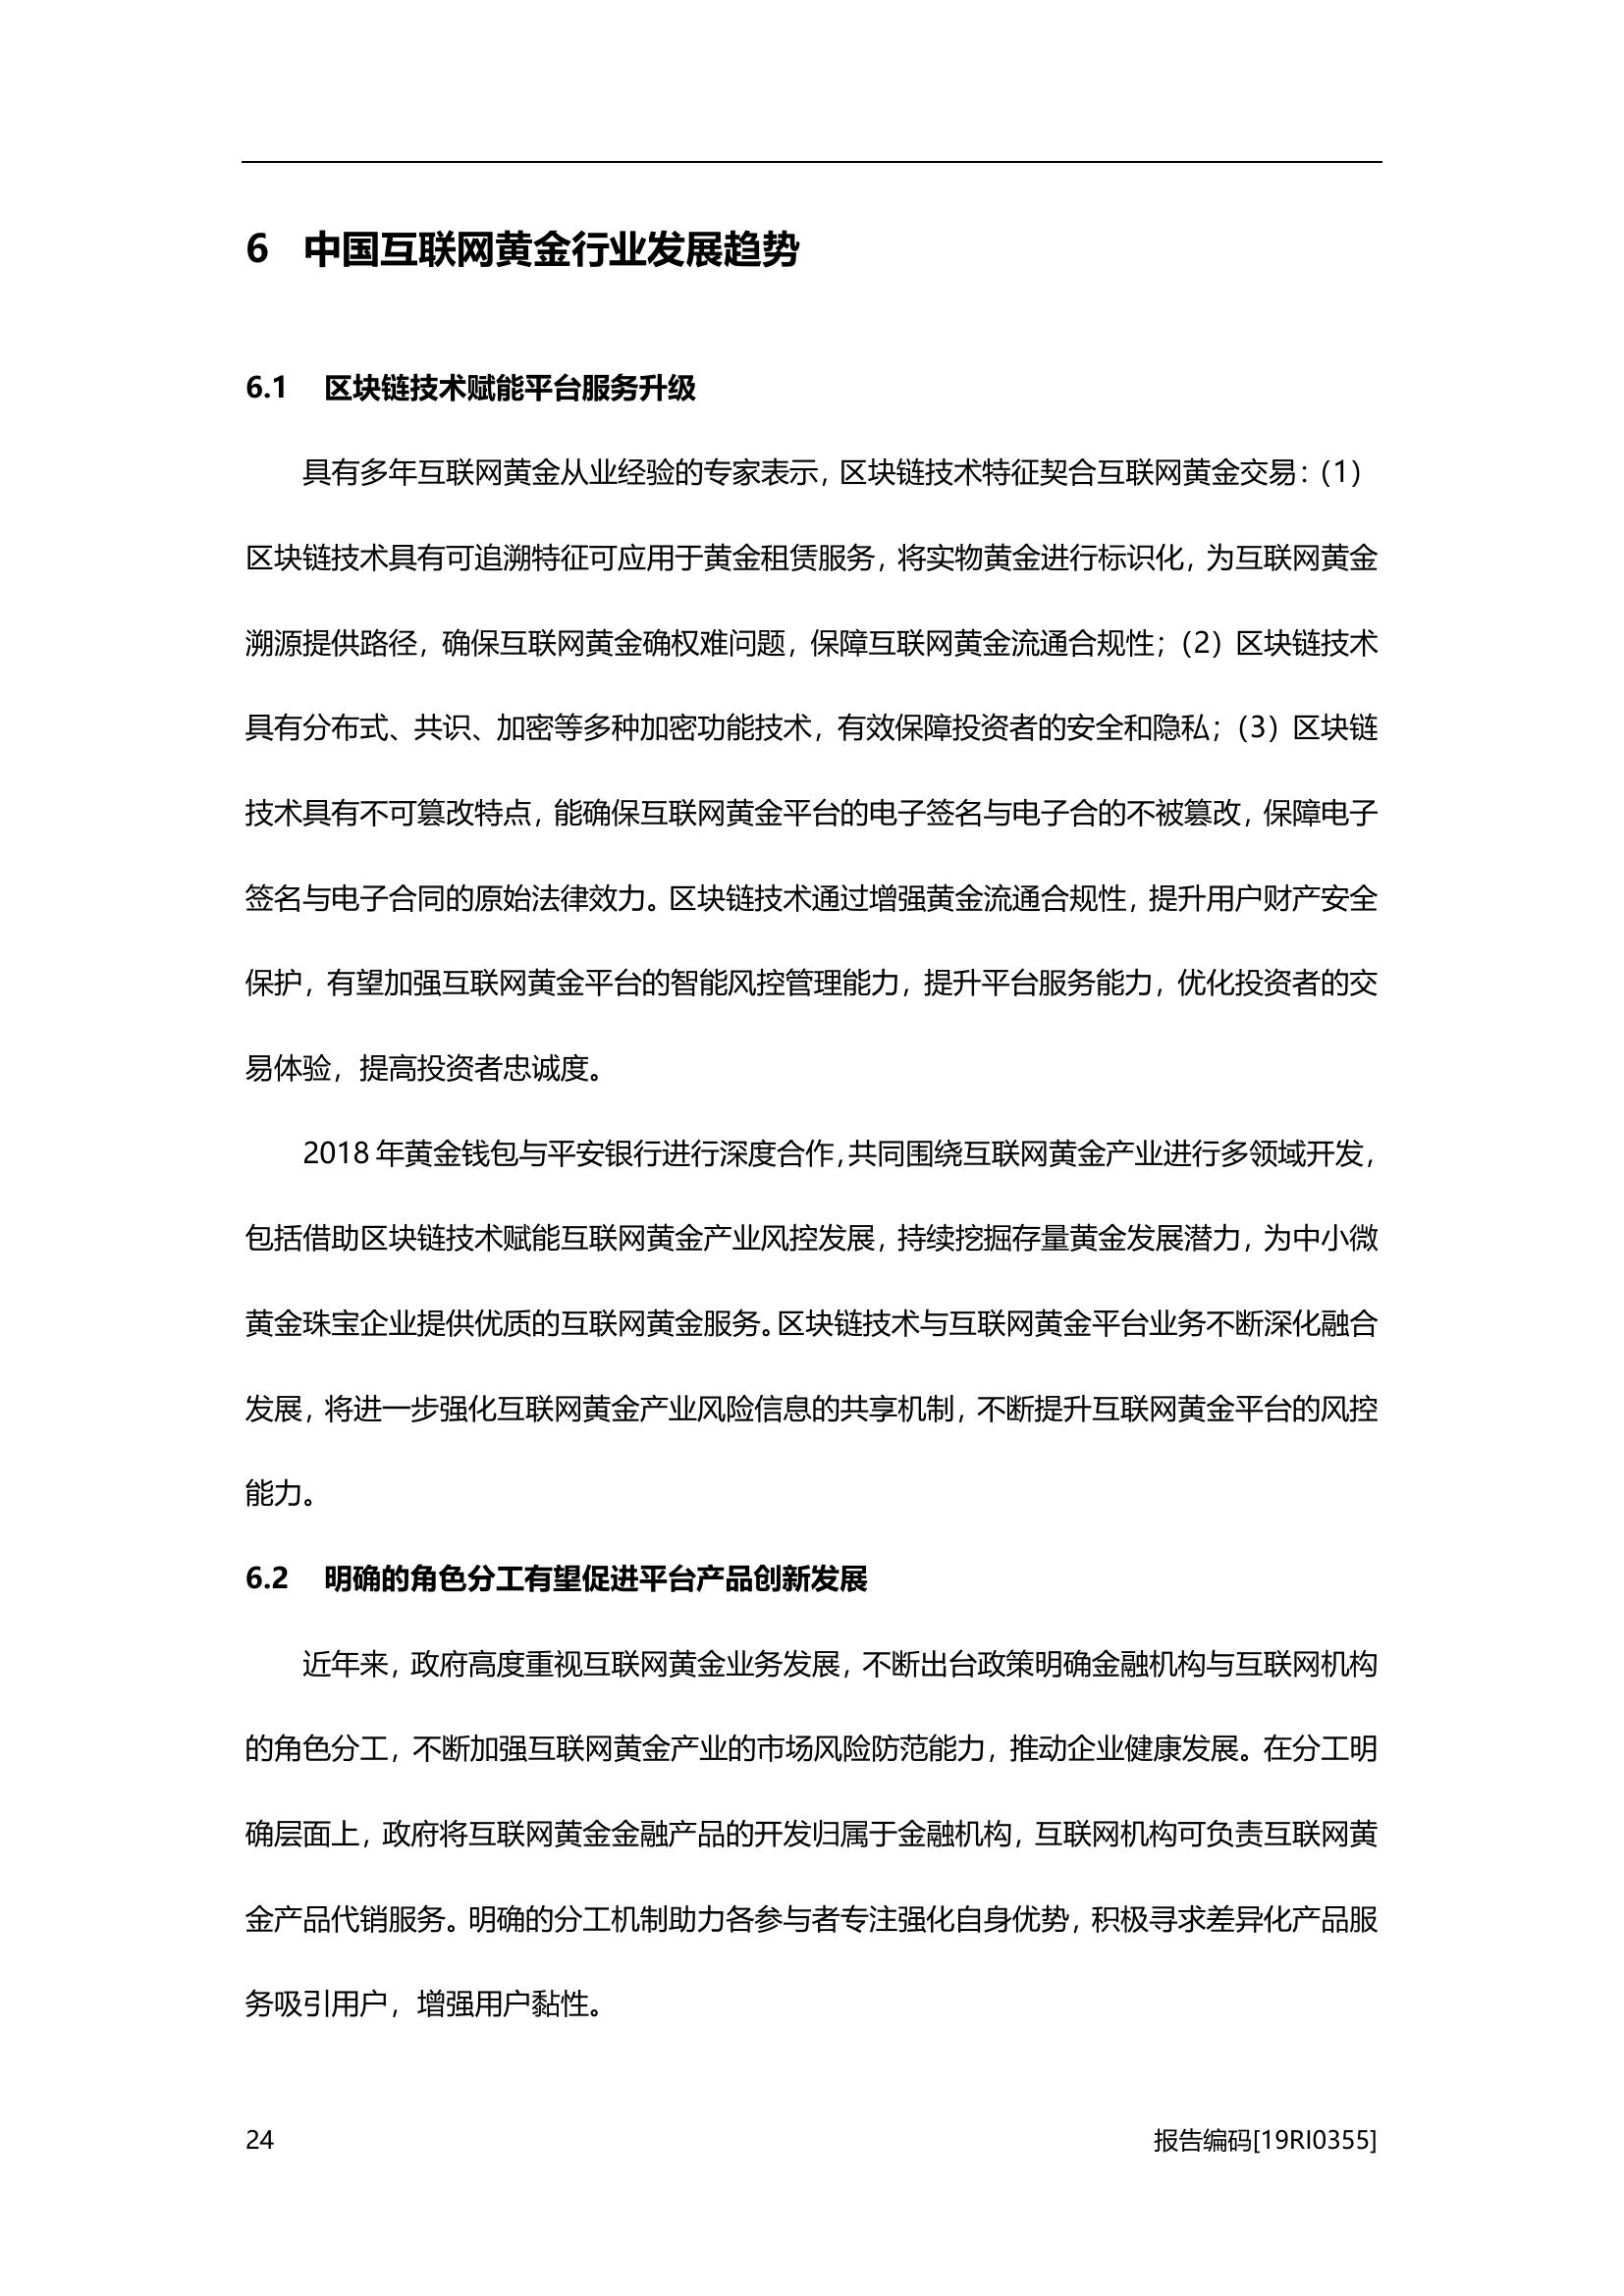 6 中国互联网黄金行业发展趋势
6.1 区块链技术赋能平台服务升级
具有多年互联网黄金从业经验的专家表示，区块链技术特征契合互联网黄金交易：（1）
区块链技术具有可追溯特征可应用于黄金租赁服务，将实物黄金进行标识化，为互联网黄金
溯源提供路径，确保互联网黄金确权难问题，保障互联网黄金流通合规性；（2）区块链技术
具有分布式、共识、加密等多种加密功能技术，有效保障投资者的安全和隐私；（3）区块链
技术具有不可篡改特点，能确保互联网黄金平台的电子签名与电子合的不被篡改，保障电子
签名与电子合同的原始法律效力。区块链技术通过增强黄金流通合规性，提升用户财产安全
保护，有望加强互联网黄金平台的智能风控管理能力，提升平台服务能力，优化投资者的交
易体验，提高投资者忠诚度。
2018 年黄金钱包与平安银行进行深度合作，共同围绕互联网黄金产业进行多领域开发，
包括借助区块链技术赋能互联网黄金产业风控发展，持续挖掘存量黄金发展潜力，为中小微
黄金珠宝企业提供优质的互联网黄金服务。区块链技术与互联网黄金平台业务不断深化融合
发展，将进一步强化互联网黄金产业风险信息的共享机制，不断提升互联网黄金平台的风控
能力。
6.2 明确的角色分工有望促进平台产品创新发展
近年来，政府高度重视互联网黄金业务发展，不断出台政策明确金融机构与互联网机构
的角色分工，不断加强互联网黄金产业的市场风险防范能力，推动企业健康发展。在分工明
确层面上，政府将互联网黄金金融产品的开发归属于金融机构，互联网机构可负责互联网黄
金产品代销服务。明确的分工机制助力各参与者专注强化自身优势，积极寻求差异化产品服
务吸引用户，增强用户黏性。
24 报告编码[19RI0355]